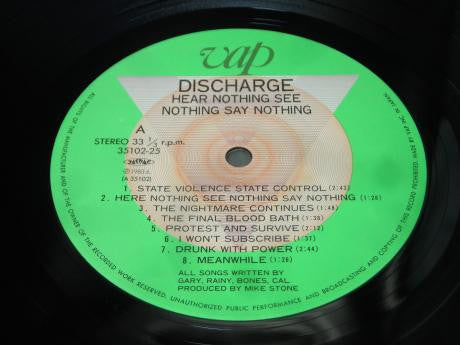 vap
DISCHARGE
HEAR NOTHING SEE
NOTHING SAY NOTHING
A
STEREO 33 1/3 r.p.m.
35102-25
(A 35102)
1. STATE VIOLENCE STATE CONTROL (2:43)
2. HERE NOTHING SEE NOTHING SAY NOTHING (1:28)
3. THE NIGHTMARE CONTINUES (1:48)
4. THE FINAL BLOOD BATH (1:36)
5. PROTEST AND SURVIVE (2:12)
6. I WON'T SUBSCRIBE (1:37)
7. DRUNK WITH POWER (2:44)
8. MEANWHILE (1:26)
ALL SONGS WRITTEN BY
GARY, RAINY, BONES, CAL.
PRODUCED BY MIKE STONE
ALL RIGHTS OF THE MANUFACTURER AND OF THE OWNER OF THE RECORDED WORK RESERVED. UNAUTHORIZED PUBLIC PERFORMANCE AND BROADCASTING AND COPYING OF THIS RECORD PROHIBITED.